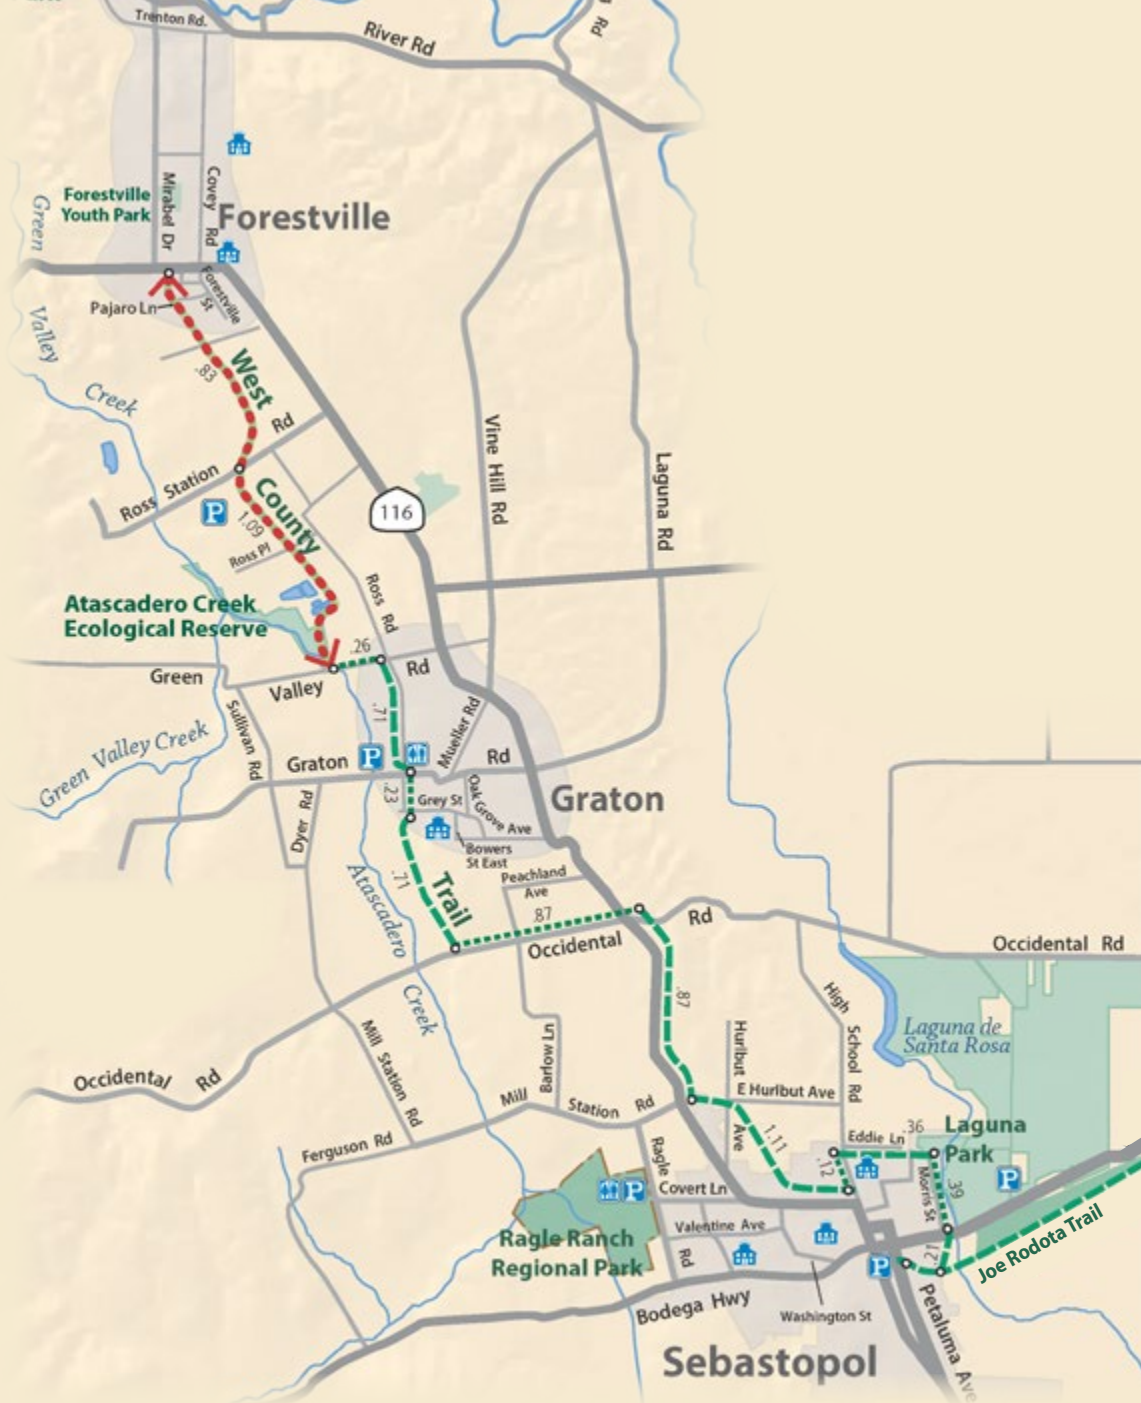 Trenton Rd.
River Rd
Rd
Forestville
Youth Park
Mirabel Dr
Covey Rd
Forestville
Green
Valley
Creek
Pajaro Ln
Forestville
St
.83
West
Rd
Ross Station
County
1.09
Ross Pl
116
Vine Hill Rd
Laguna Rd
Ross Rd
Atascadero Creek
Ecological Reserve
.26
Green
Valley
Rd
.71
Mueller Rd
Sullivan Rd
Green Valley Creek
Graton
Rd
.23
Grey St
Oak Grove Ave
Graton
Dyer Rd
Bowers
St East
Peachland
Ave
.71
Trail
Atascadero
Creek
.87
Occidental
Rd
Occidental Rd
.87
High
School Rd
Laguna de
Santa Rosa
Occidental Rd
Mill Station Rd
Barlow Ln
Mill
Station Rd
Hurlbut
Ave
E Hurlbut Ave
1.11
Eddie Ln
.36
Laguna
Park
.12
Morris St
.39
Ferguson Rd
Ragle
Rd
Covert Ln
Valentine Ave
Ragle Ranch
Regional Park
.21
Joe Rodota Trail
Bodega Hwy
Washington St
Petaluma Ave
Sebastopol
P
P
P
P
P